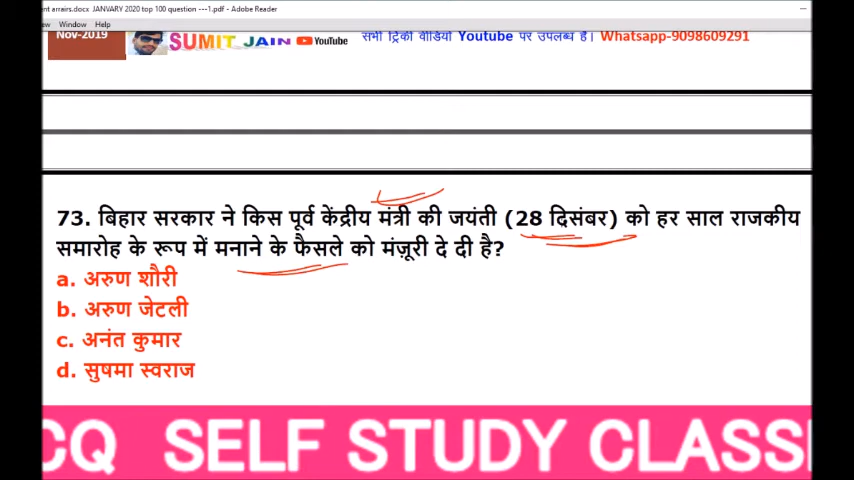 ent arrairs.docx JANVARY 2020 top 100 question ---1.pdf - Adobe Reader
ew Window Help
Nov-2019 SUMIT JAIN YouTube सभी ट्रिकी वीडियो Youtube पर उपलब्ध है। Whatsapp-9098609291
73. बिहार सरकार ने किस पूर्व केंद्रीय मंत्री की जयंती (28 दिसंबर) को हर साल राजकीय
समारोह के रूप में मनाने के फैसले को मंज़ूरी दे दी है?
a. अरुण शौरी
b. अरुण जेटली
c. अनंत कुमार
d. सुषमा स्वराज
CQ SELF STUDY CLASS